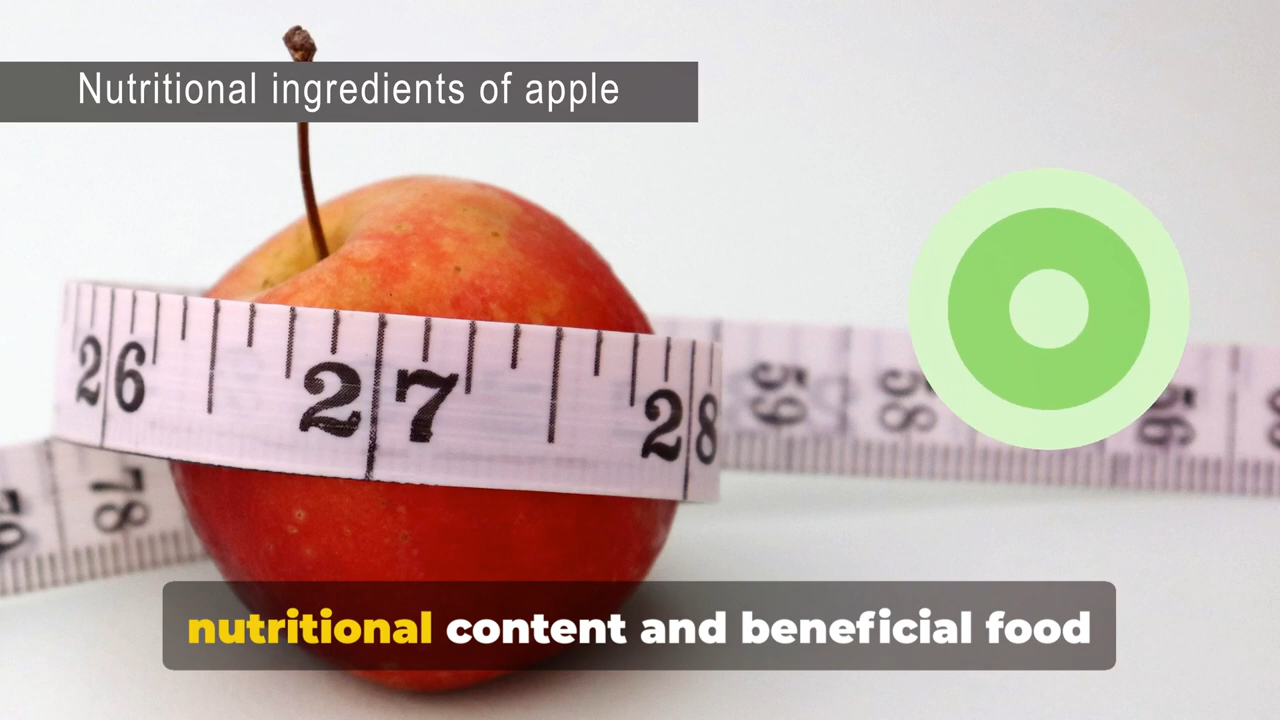 Nutritional ingredients of apple
26 27 28
59 58 56
78
nutritional content and beneficial food